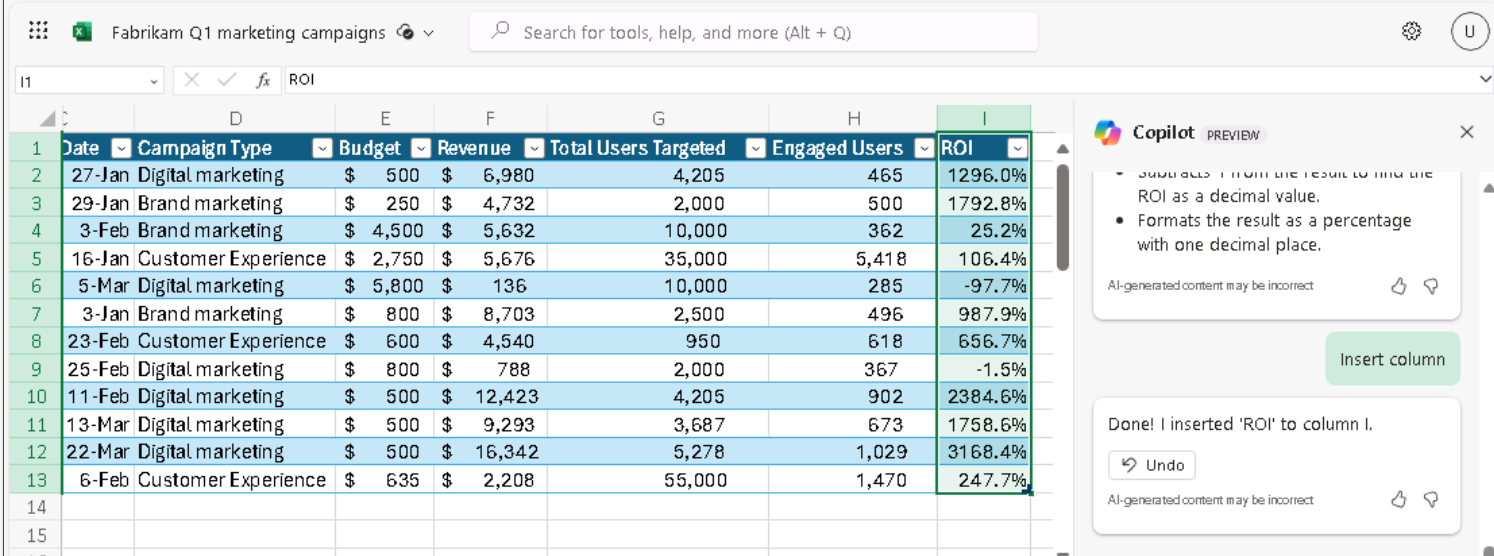 Fabrikam Q1 marketing campaigns
Search for tools, help, and more (Alt + Q)
U
I1
fx ROI
C D E F G H I
1 Date Campaign Type Budget Revenue Total Users Targeted Engaged Users ROI
2 27-Jan Digital marketing $ 500 $ 6,980 4,205 465 1296.0%
3 29-Jan Brand marketing $ 250 $ 4,732 2,000 500 1792.8%
4 3-Feb Brand marketing $ 4,500 $ 5,632 10,000 362 25.2%
5 16-Jan Customer Experience $ 2,750 $ 5,676 35,000 5,418 106.4%
6 5-Mar Digital marketing $ 5,800 $ 136 10,000 285 -97.7%
7 3-Jan Brand marketing $ 800 $ 8,703 2,500 496 987.9%
8 23-Feb Customer Experience $ 600 $ 4,540 950 618 656.7%
9 25-Feb Digital marketing $ 800 $ 788 2,000 367 -1.5%
10 11-Feb Digital marketing $ 500 $ 12,423 4,205 902 2384.6%
11 13-Mar Digital marketing $ 500 $ 9,293 3,687 673 1758.6%
12 22-Mar Digital marketing $ 500 $ 16,342 5,278 1,029 3168.4%
13 6-Feb Customer Experience $ 635 $ 2,208 55,000 1,470 247.7%
14
15
Copilot PREVIEW
Subtracts 1 from the result to find the
ROI as a decimal value.
Formats the result as a percentage
with one decimal place.
AI-generated content may be incorrect
Insert column
Done! I inserted 'ROI' to column I.
Undo
AI-generated content may be incorrect